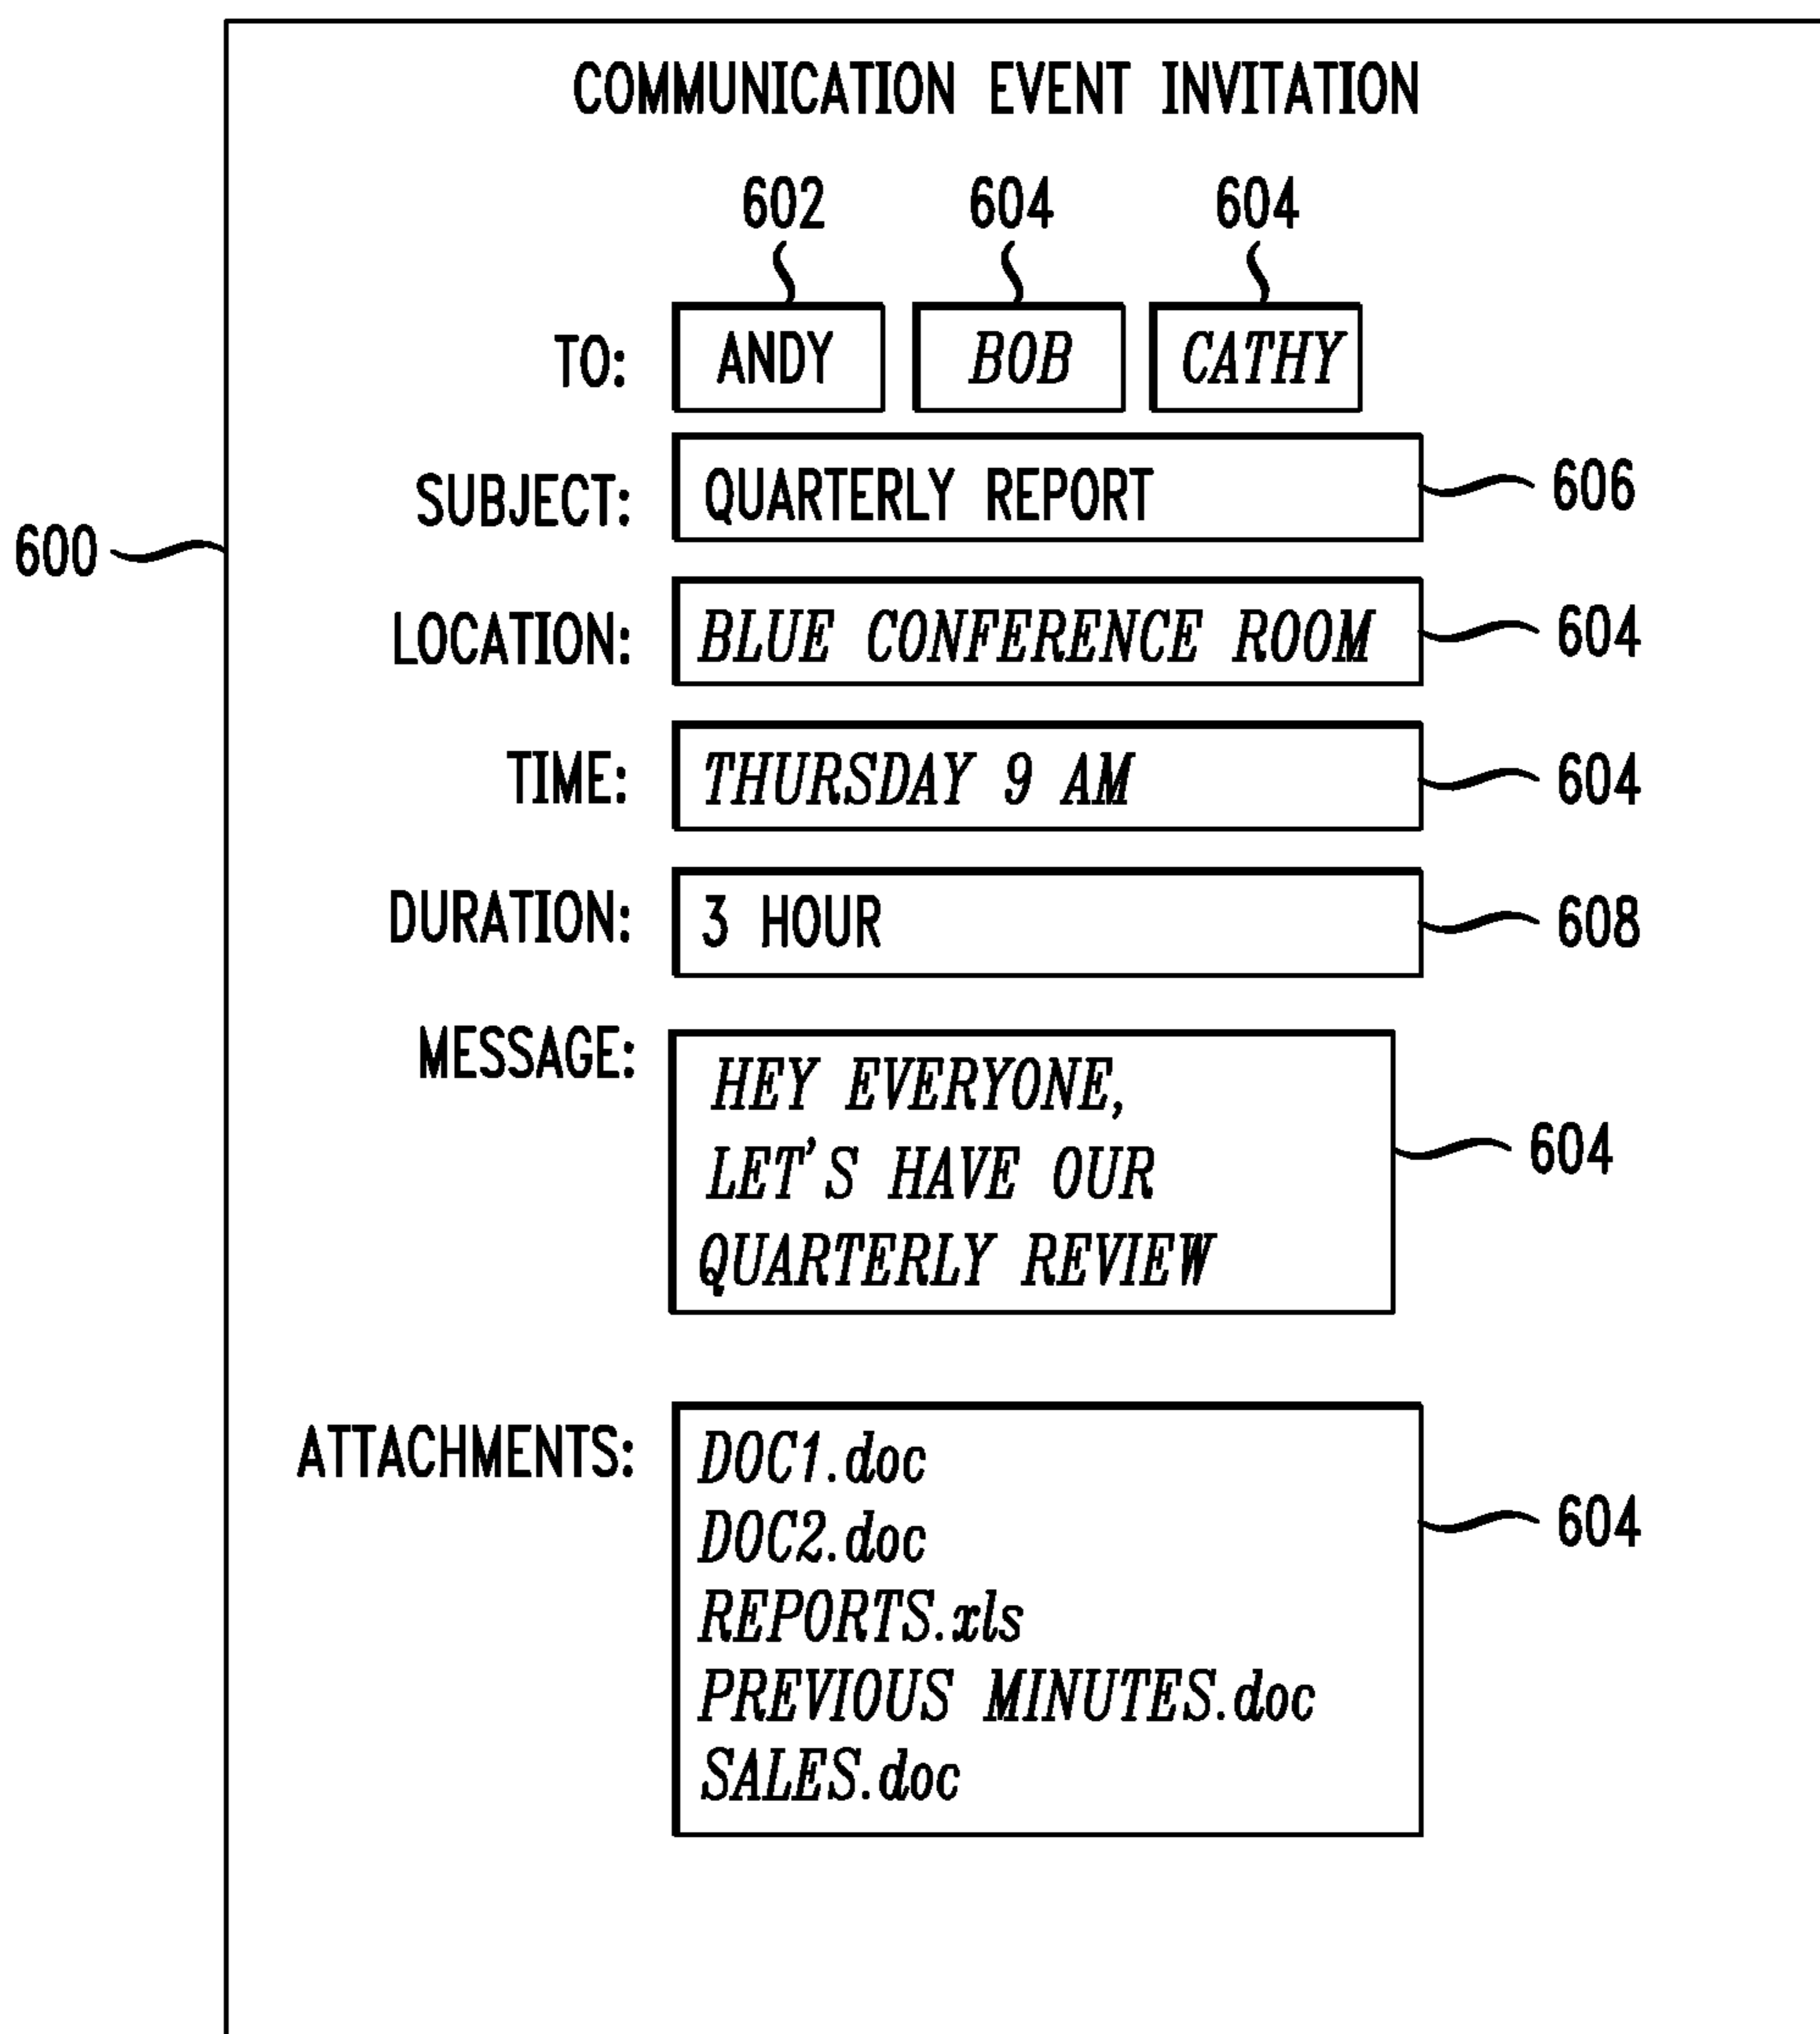 COMMUNICATION EVENT INVITATION
602 604 604
TO: ANDY BOB CATHY
SUBJECT: QUARTERLY REPORT 606
600
LOCATION: BLUE CONFERENCE ROOM 604
TIME: THURSDAY 9 AM 604
DURATION: 3 HOUR 608
MESSAGE: HEY EVERYONE,
LET'S HAVE OUR 604
QUARTERLY REVIEW
ATTACHMENTS: DOC1.doc
DOC2.doc 604
REPORTS.xls
PREVIOUS MINUTES.doc
SALES.doc